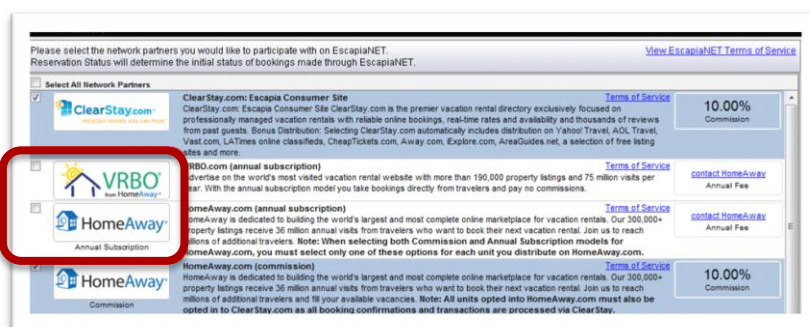 Please select the network partners you would like to participate with on EscapiaNET.
View EscapiaNET Terms of Service
Reservation Status will determine the initial status of bookings made through EscapiaNET.
Select All Network Partners
ClearStay.com
vacation rentals you can trust
ClearStay.com: Escapia Consumer Site
Terms of Service
ClearStay.com: Escapia Consumer Site ClearStay.com is the premier vacation rental directory exclusively focused on
professionally managed vacation rentals with reliable online bookings, real-time rates and availability and thousands of reviews
from past guests. Bonus Distribution: Selecting ClearStay.com automatically includes distribution on Yahoo! Travel, AOL Travel,
Vast.com, LATimes online classifieds, CheapTickets.com, Away.com, iExplore.com, AreaGuides.net, a selection of free listing
sites and more.
10.00%
Commission
VRBO
from HomeAway
VRBO.com (annual subscription)
Terms of Service
advertise on the world's most visited vacation rental website with more than 190,000 property listings and 75 million visits per
year. With the annual subscription model you take bookings directly from travelers and pay no commissions.
contact HomeAway
Annual Fee
HomeAway
Annual Subscription
HomeAway.com (annual subscription)
Terms of Service
HomeAway is dedicated to building the world's largest and most complete online marketplace for vacation rentals. Our 300,000+
property listings receive 36 million annual visits from travelers who want to book their next vacation rental. Join us to reach
millions of additional travelers. Note: When selecting both Commission and Annual Subscription models for
HomeAway.com, you must select only one of these options for each unit you distribute on HomeAway.com.
contact HomeAway
Annual Fee
HomeAway
Commission
HomeAway.com (commission)
Terms of Service
HomeAway is dedicated to building the world's largest and most complete online marketplace for vacation rentals. Our 300,000+
property listings receive 36 million annual visits from travelers who want to book their next vacation rental. Join us to reach
millions of additional travelers and fill your available vacancies. Note: All units opted into HomeAway.com must also be
opted in to ClearStay.com as all booking confirmations and transactions are processed via ClearStay.
10.00%
Commission